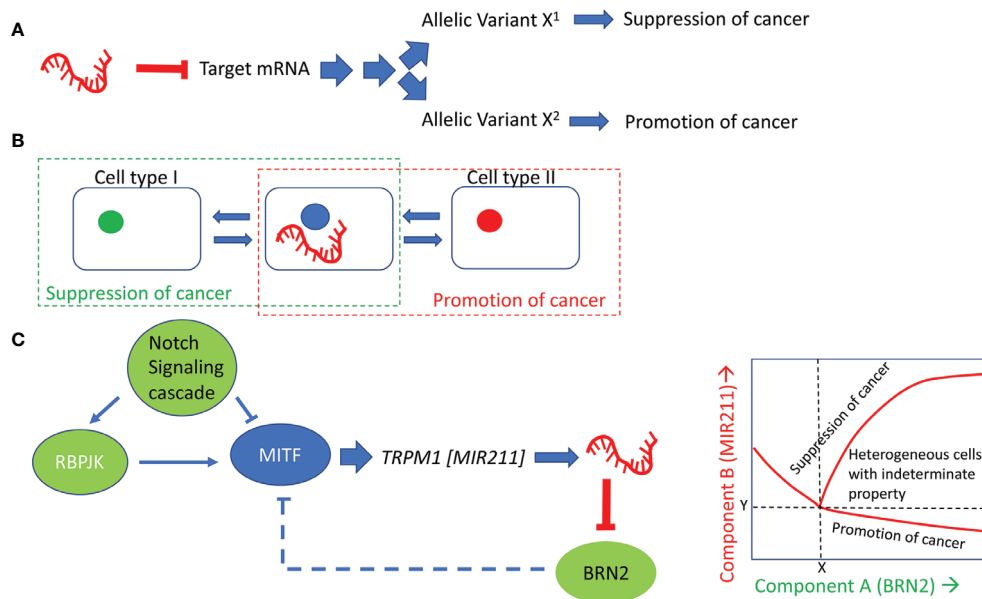 A
Allelic Variant X¹
Suppression of cancer
Target mRNA
Allelic Variant X²
Promotion of cancer
B
Cell type I
Cell type II
Suppression of cancer
Promotion of cancer
C
Notch
Signaling
cascade
RBPJK
MITF
TRPM1 [MIR211]
BRN2
Component B (MIR211) →
Suppression of cancer
Heterogeneous cells
with indeterminate
property
Y
Promotion of cancer
X
Component A (BRN2) →